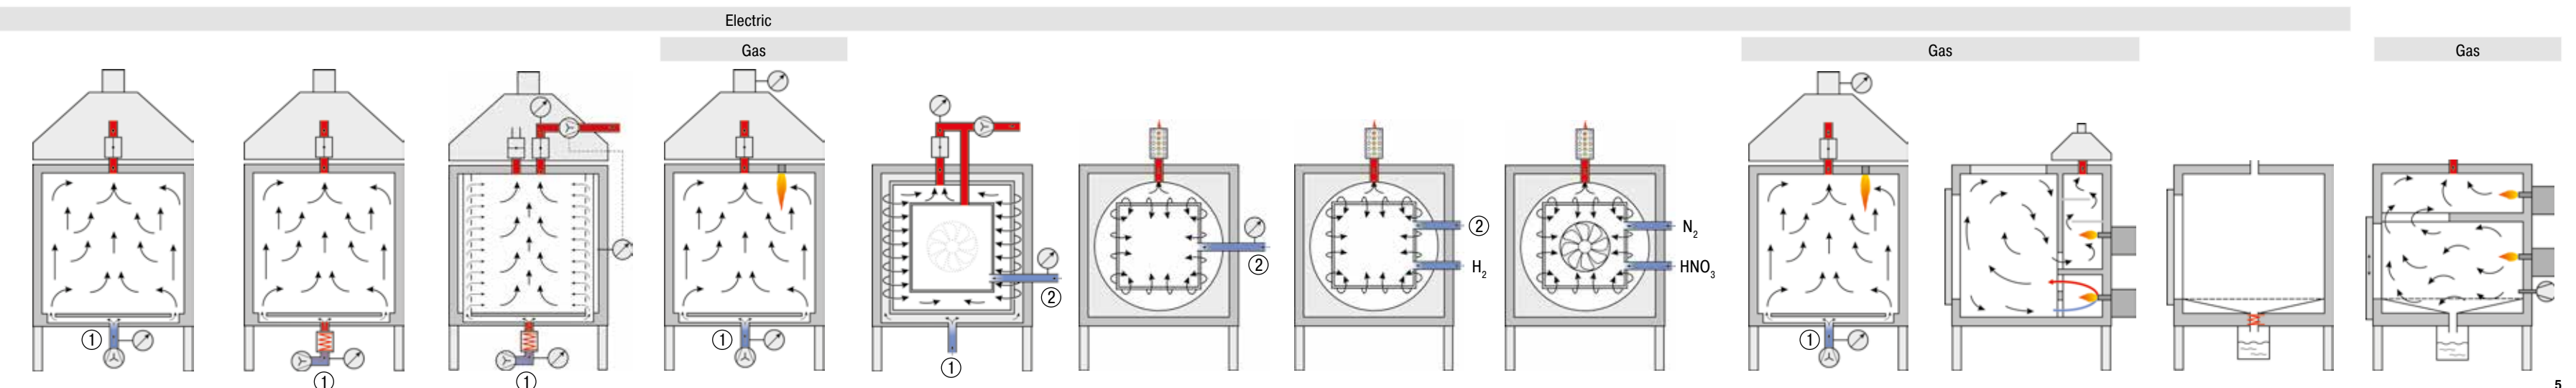 Electric
Gas
Gas
Gas
②
N₂
②
H₂
HNO₃
②
①
①
①
①
①
①
5